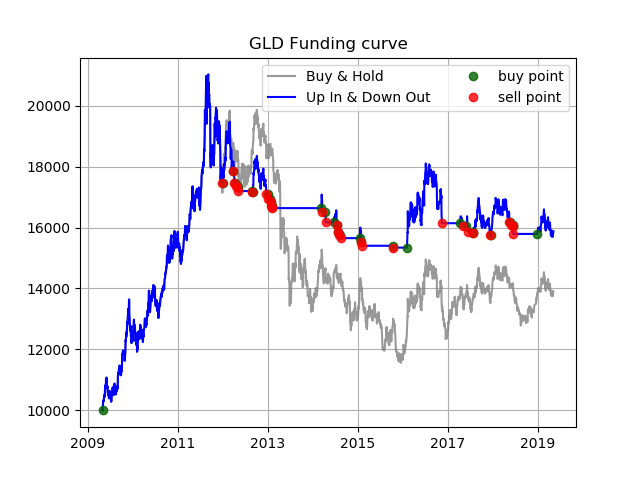 GLD Funding curve
Buy & Hold
Up In & Down Out
buy point
sell point
20000
18000
16000
14000
12000
10000
2009
2011
2013
2015
2017
2019